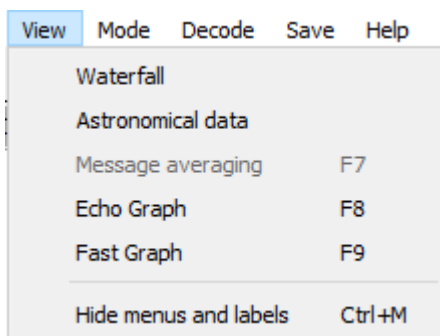 View Mode Decode Save Help
Waterfall
Astronomical data
Message averaging F7
Echo Graph F8
Fast Graph F9
Hide menus and labels Ctrl+M